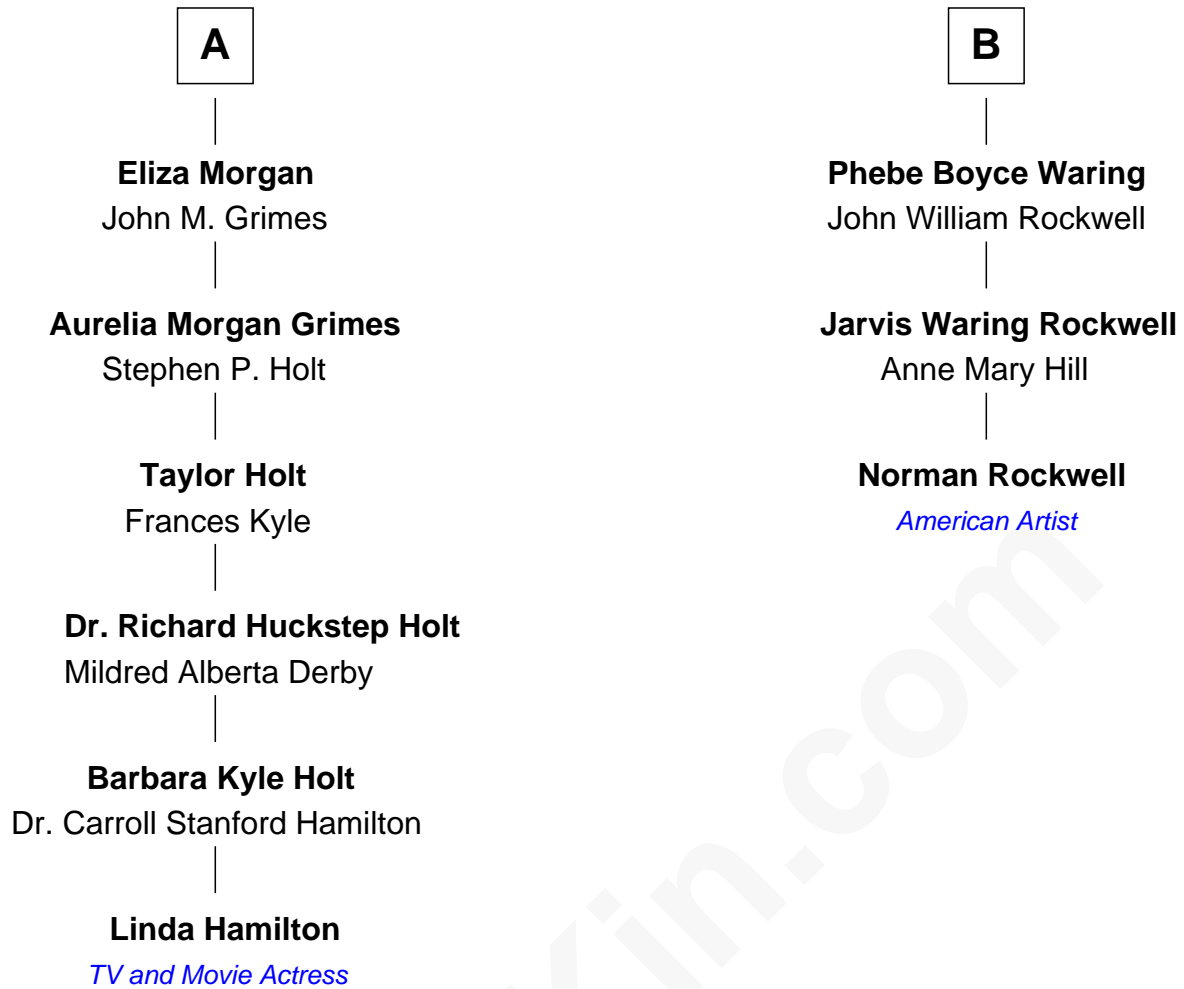 A
Eliza Morgan
John M. Grimes
Aurelia Morgan Grimes
Stephen P. Holt
Taylor Holt
Frances Kyle
Dr. Richard Huckstep Holt
Mildred Alberta Derby
Barbara Kyle Holt
Dr. Carroll Stanford Hamilton
Linda Hamilton
TV and Movie Actress
B
Phebe Boyce Waring
John William Rockwell
Jarvis Waring Rockwell
Anne Mary Hill
Norman Rockwell
American Artist
Kin.com